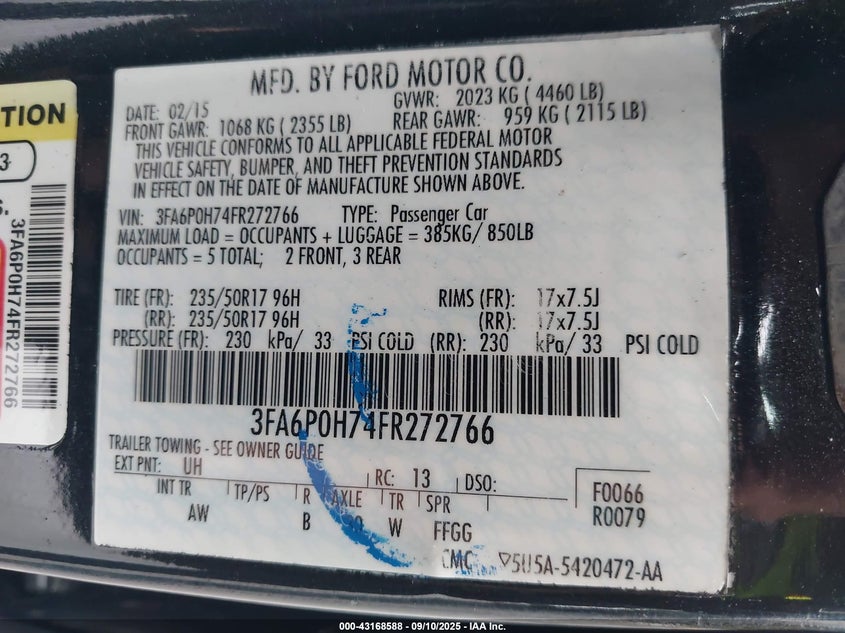 TION
3
3FA6P0H74FR272766
MFD. BY FORD MOTOR CO.
DATE: 02/15 GVWR: 2023 KG ( 4460 LB)
FRONT GAWR: 1068 KG ( 2355 LB) REAR GAWR: 959 KG ( 2115 LB)
THIS VEHICLE CONFORMS TO ALL APPLICABLE FEDERAL MOTOR
VEHICLE SAFETY, BUMPER, AND THEFT PREVENTION STANDARDS
IN EFFECT ON THE DATE OF MANUFACTURE SHOWN ABOVE.
VIN: 3FA6P0H74FR272766 TYPE: Passenger Car
MAXIMUM LOAD = OCCUPANTS + LUGGAGE = 385KG/ 850LB
OCCUPANTS = 5 TOTAL; 2 FRONT, 3 REAR
TIRE (FR): 235/50R17 96H RIMS (FR): 17x7.5J
(RR): 235/50R17 96H (RR): 17x7.5J
PRESSURE (FR): 230 kPa/ 33 PSI COLD (RR): 230 kPa/ 33 PSI COLD
3FA6P0H74FR272766
TRAILER TOWING - SEE OWNER GUIDE
EXT PNT: UH RC: 13 DSO: F0066
INT TR TP/PS R AXLE TR SPR R0079
AW B W FFGG
CMC 5U5A-5420472-AA
000-43168588 - 09/10/2025 - IAA Inc.